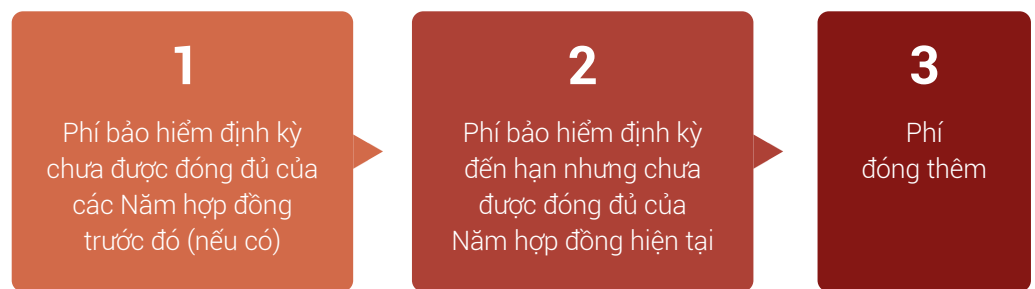 1
Phí bảo hiểm định kỳ
chưa được đóng đủ của
các Năm hợp đồng
trước đó (nếu có)
2
Phí bảo hiểm định kỳ
đến hạn nhưng chưa
được đóng đủ của
Năm hợp đồng hiện tại
3
Phí
đóng thêm